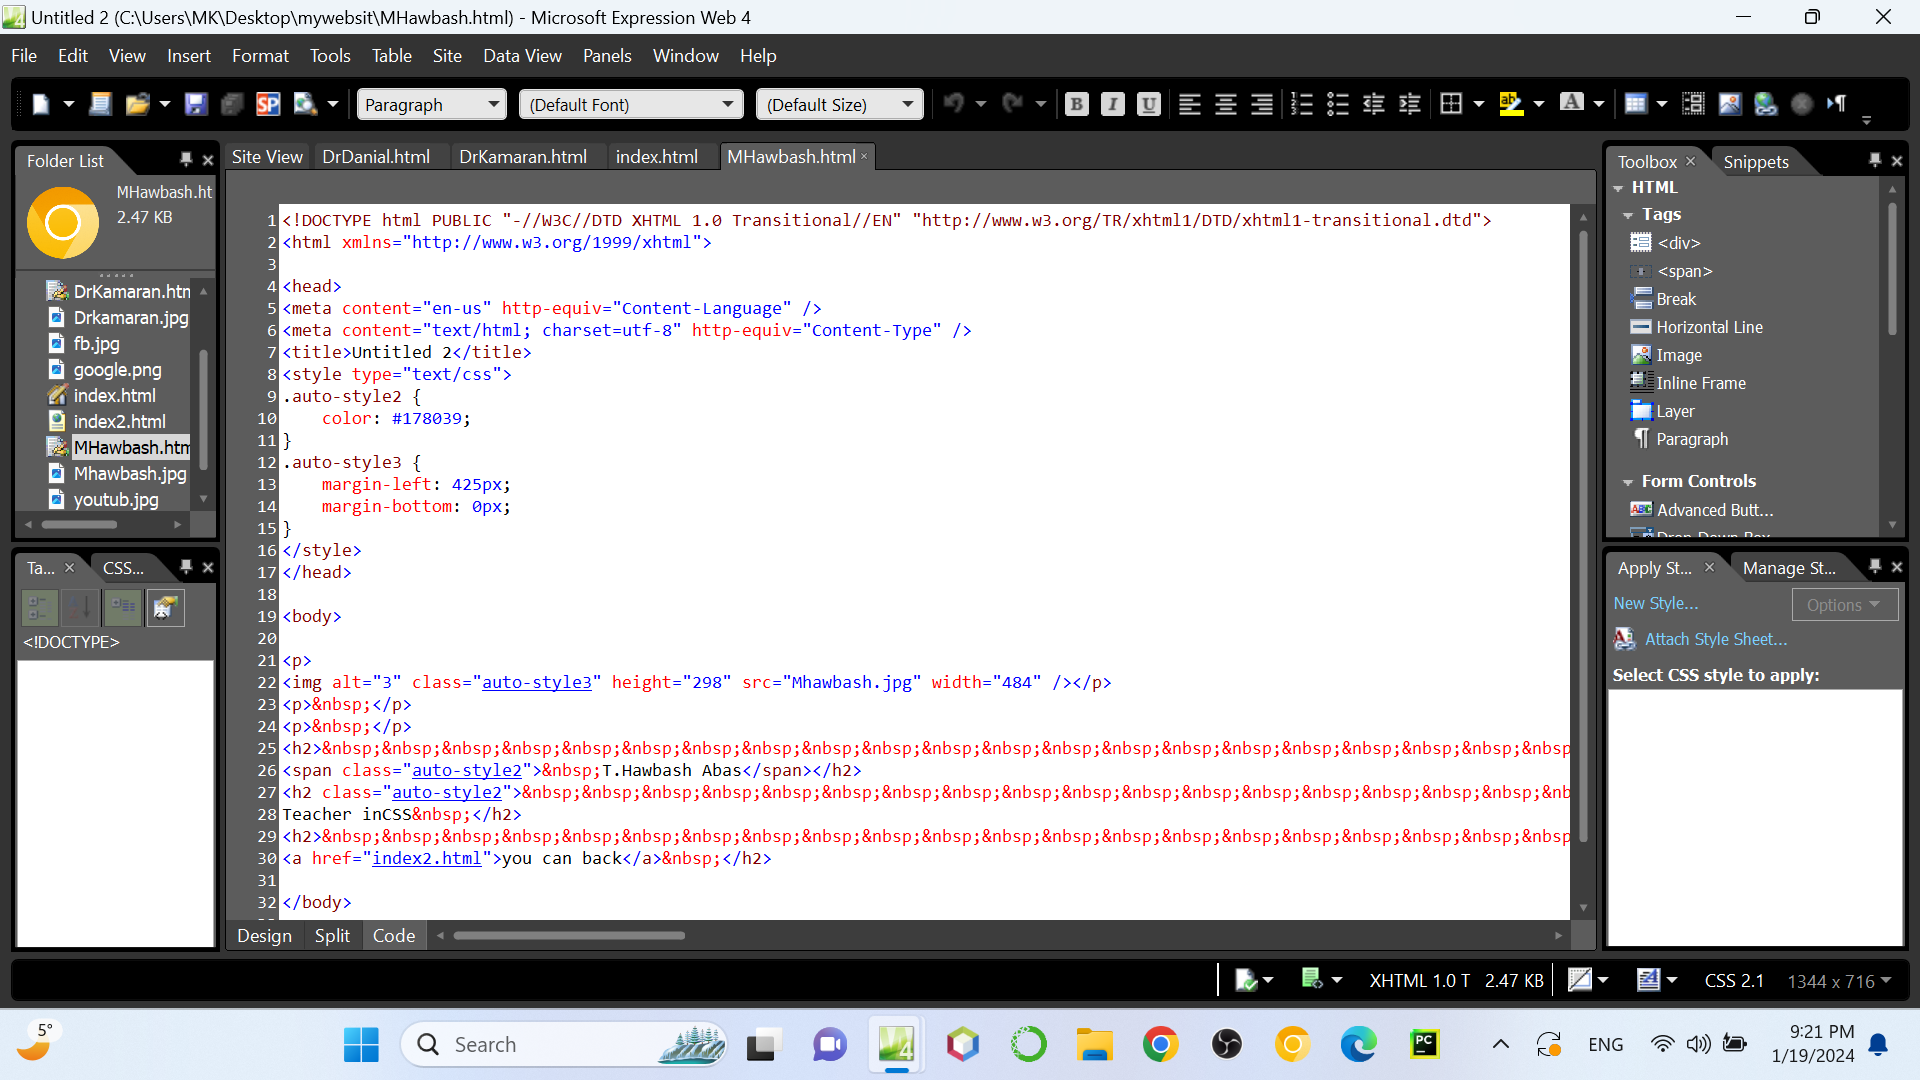 Untitled 2 (C:\Users\MK\Desktop\mywebsit\MHawbash.html) - Microsoft Expression Web 4
File Edit View Insert Format Tools Table Site Data View Panels Window Help
SP Paragraph (Default Font) (Default Size) B I U ab A
Folder List
MHawbash.ht
2.47 KB
DrKamaran.htm
Drkamaran.jpg
fb.jpg
google.png
index.html
index2.html
MHawbash.htm
Mhawbash.jpg
youtub.jpg
Ta... CSS...
<!DOCTYPE>
Site View DrDanial.html DrKamaran.html index.html MHawbash.html
1 <!DOCTYPE html PUBLIC "-//W3C//DTD XHTML 1.0 Transitional//EN" "http://www.w3.org/TR/xhtml1/DTD/xhtml1-transitional.dtd">
2 <html xmlns="http://www.w3.org/1999/xhtml">
3
4 <head>
5 <meta content="en-us" http-equiv="Content-Language" />
6 <meta content="text/html; charset=utf-8" http-equiv="Content-Type" />
7 <title>Untitled 2</title>
8 <style type="text/css">
9 .auto-style2 {
10 color: #178039;
11 }
12 .auto-style3 {
13 margin-left: 425px;
14 margin-bottom: 0px;
15 }
16 </style>
17 </head>
18
19 <body>
20
21 <p>
22 <img alt="3" class="auto-style3" height="298" src="Mhawbash.jpg" width="484" /></p>
23 <p>&nbsp;</p>
24 <p>&nbsp;</p>
25 <h2>&nbsp;&nbsp;&nbsp;&nbsp;&nbsp;&nbsp;&nbsp;&nbsp;&nbsp;&nbsp;&nbsp;&nbsp;&nbsp;&nbsp;&nbsp;&nbsp;&nbsp;&nbsp;&nbsp;&nbsp;&nbsp
26 <span class="auto-style2">&nbsp;T.Hawbash Abas</span></h2>
27 <h2 class="auto-style2">&nbsp;&nbsp;&nbsp;&nbsp;&nbsp;&nbsp;&nbsp;&nbsp;&nbsp;&nbsp;&nbsp;&nbsp;&nbsp;&nbsp;&nbsp;&nbsp;&nbsp;&nb
28 Teacher inCSS&nbsp;</h2>
29 <h2>&nbsp;&nbsp;&nbsp;&nbsp;&nbsp;&nbsp;&nbsp;&nbsp;&nbsp;&nbsp;&nbsp;&nbsp;&nbsp;&nbsp;&nbsp;&nbsp;&nbsp;&nbsp;&nbsp;&nbsp;&nbsp
30 <a href="index2.html">you can back</a>&nbsp;</h2>
31
32 </body>
Design Split Code
Toolbox Snippets
HTML
Tags
<div>
<span>
Break
Horizontal Line
Image
Inline Frame
Layer
Paragraph
Form Controls
Advanced Butt...
Apply St... Manage St...
New Style... Options
Attach Style Sheet...
Select CSS style to apply:
XHTML 1.0 T 2.47 KB CSS 2.1 1344 x 716
5° Search 4 PC ENG 9:21 PM
1/19/2024